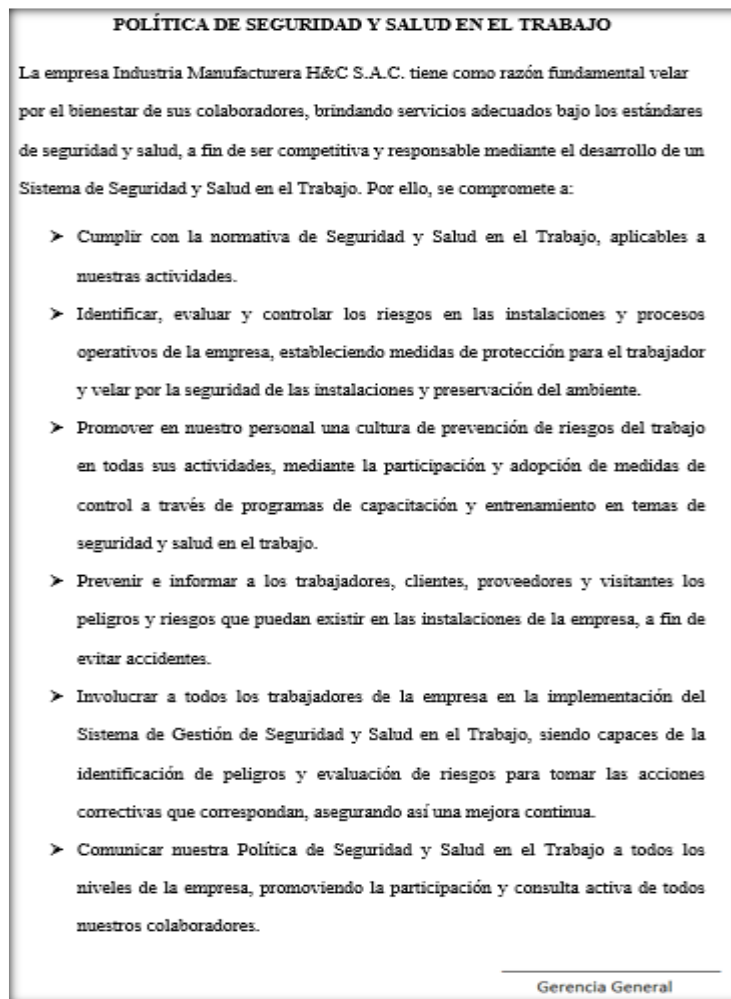 POLÍTICA DE SEGURIDAD Y SALUD EN EL TRABAJO
La empresa Industria Manufacturera H&C S.A.C. tiene como razón fundamental velar
por el bienestar de sus colaboradores, brindando servicios adecuados bajo los estándares
de seguridad y salud, a fin de ser competitiva y responsable mediante el desarrollo de un
Sistema de Seguridad y Salud en el Trabajo. Por ello, se compromete a:
➤ Cumplir con la normativa de Seguridad y Salud en el Trabajo, aplicables a
nuestras actividades.
➤ Identificar, evaluar y controlar los riesgos en las instalaciones y procesos
operativos de la empresa, estableciendo medidas de protección para el trabajador
y velar por la seguridad de las instalaciones y preservación del ambiente.
➤ Promover en nuestro personal una cultura de prevención de riesgos del trabajo
en todas sus actividades, mediante la participación y adopción de medidas de
control a través de programas de capacitación y entrenamiento en temas de
seguridad y salud en el trabajo.
➤ Prevenir e informar a los trabajadores, clientes, proveedores y visitantes los
peligros y riesgos que puedan existir en las instalaciones de la empresa, a fin de
evitar accidentes.
➤ Involucrar a todos los trabajadores de la empresa en la implementación del
Sistema de Gestión de Seguridad y Salud en el Trabajo, siendo capaces de la
identificación de peligros y evaluación de riesgos para tomar las acciones
correctivas que correspondan, asegurando así una mejora continua.
➤ Comunicar nuestra Política de Seguridad y Salud en el Trabajo a todos los
niveles de la empresa, promoviendo la participación y consulta activa de todos
nuestros colaboradores.
Gerencia General